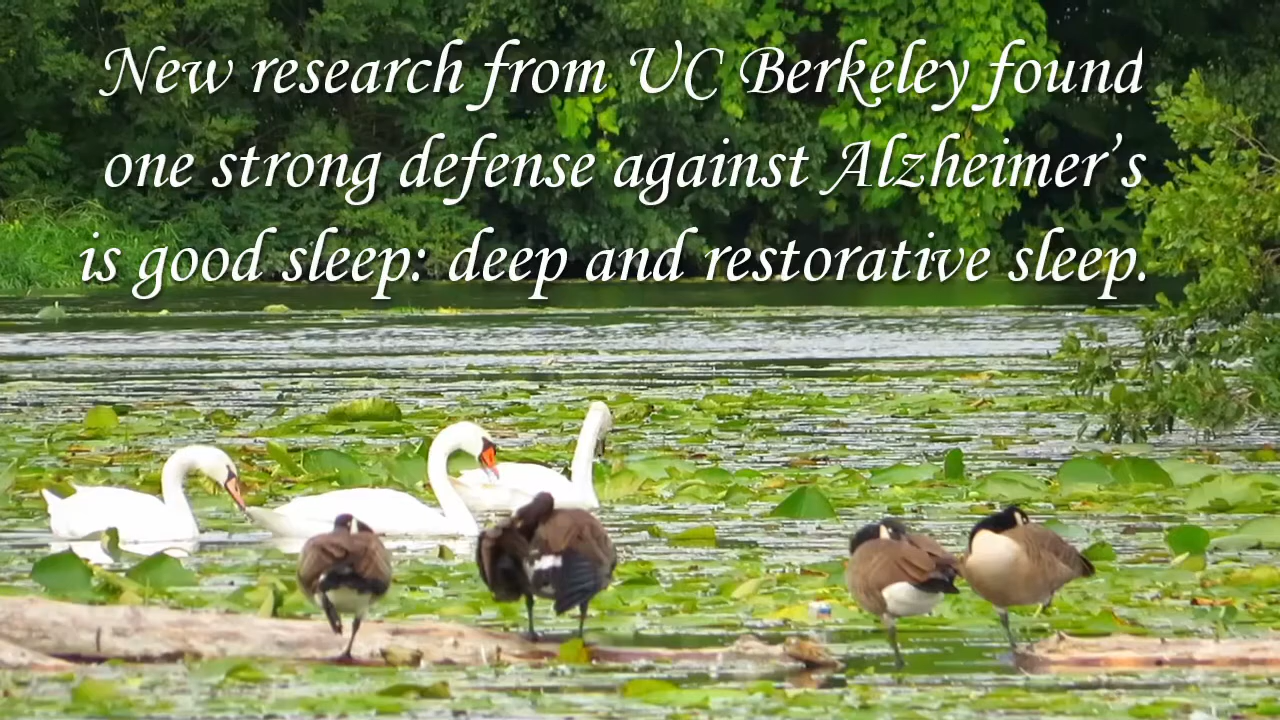 New research from UC Berkeley found
one strong defense against Alzheimer’s
is good sleep: deep and restorative sleep.